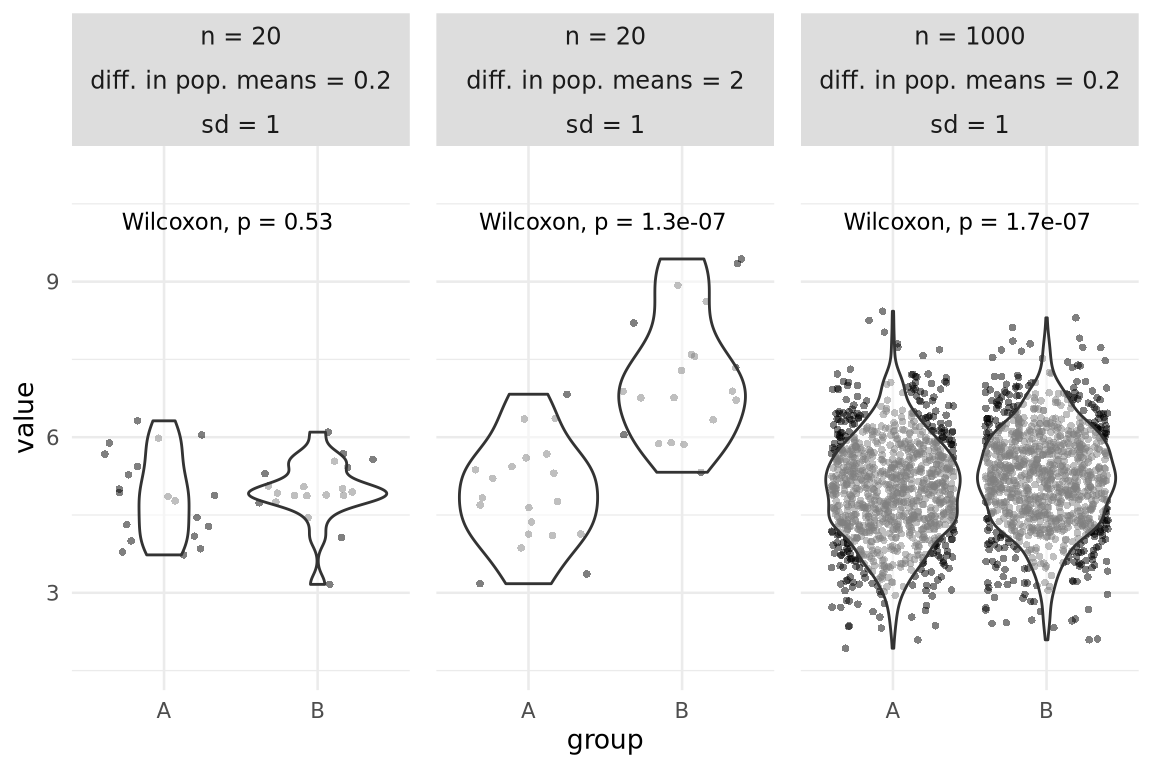 n = 20
diff. in pop. means = 0.2
sd = 1
n = 20
diff. in pop. means = 2
sd = 1
n = 1000
diff. in pop. means = 0.2
sd = 1
Wilcoxon, p = 0.53
Wilcoxon, p = 1.3e-07
Wilcoxon, p = 1.7e-07
9
6
3
value
A
B
A
B
A
B
group